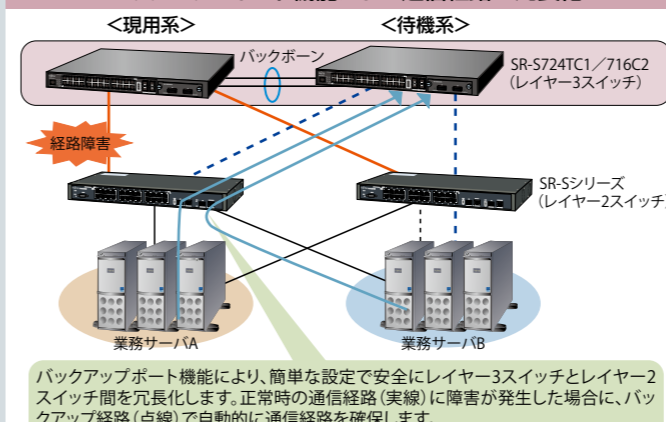 <現用系>
<待機系>
バックボーン
SR-S724TC1／716C2
（レイヤー3スイッチ）
経路障害
SR-Sシリーズ
（レイヤー2スイッチ）
業務サーバA
業務サーバB
バックアップポート機能により、簡単な設定で安全にレイヤー3スイッチとレイヤー2
スイッチ間を冗長化します。正常時の通信経路（実線）に障害が発生した場合に、バッ
クアップ経路（点線）で自動的に通信経路を確保します。